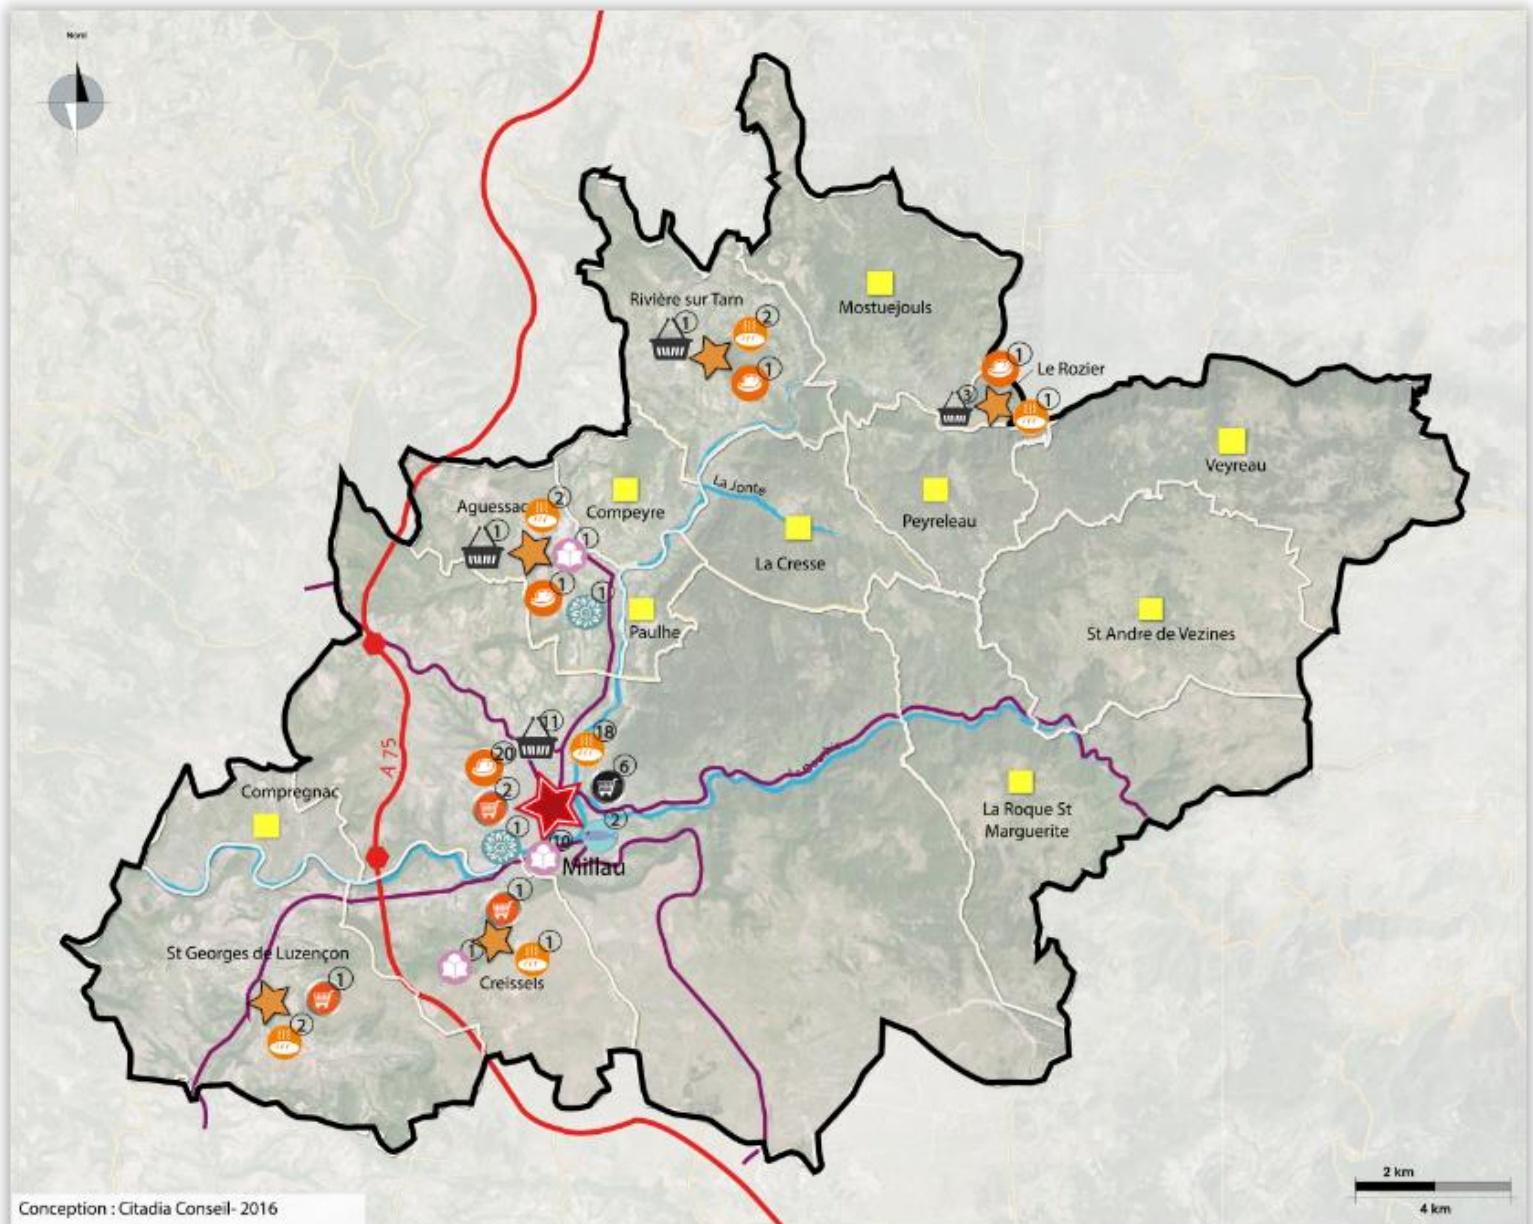 Nord
Rivière sur Tarn
1
2
1
Mostuejouls
1
Le Rozier
3
1
Veyreau
Aguessac
2
Compeyre
1
1
La Jonte
Peyreleau
La Cresse
1
1
Paulhe
St Andre de Vezines
A 75
11
18
20
6
2
Compregnac
La Roque St
Marguerite
1
2
10
Millau
1
St Georges de Luzençon
1
1
1
Creissels
2
2 km
4 km
Conception : Citadia Conseil- 2016